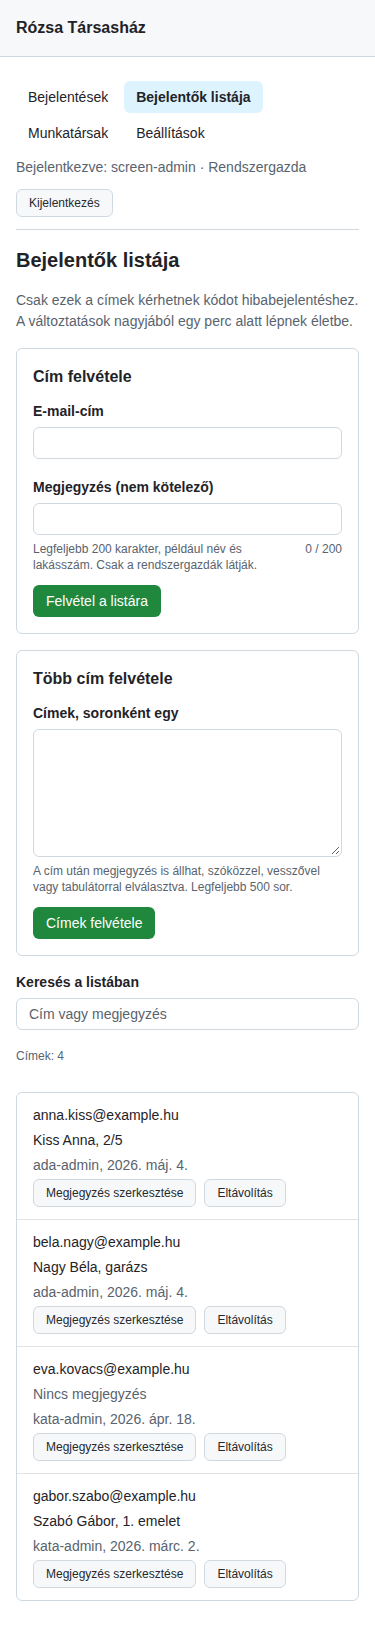 Rózsa Társasház
Bejelentések
Bejelentők listája
Munkatársak
Beállítások
Bejelentkezve: screen-admin · Rendszergazda
Kijelentkezés
Bejelentők listája
Csak ezek a címek kérhetnek kódot hibabejelentéshez.
A változtatások nagyjából egy perc alatt lépnek életbe.
Cím felvétele
E-mail-cím
Megjegyzés (nem kötelező)
Legfeljebb 200 karakter, például név és
lakásszám. Csak a rendszergazdák látják.
0 / 200
Felvétel a listára
Több cím felvétele
Címek, soronként egy
A cím után megjegyzés is állhat, szóközzel, vesszővel
vagy tabulátorral elválasztva. Legfeljebb 500 sor.
Címek felvétele
Keresés a listában
Cím vagy megjegyzés
Címek: 4
anna.kiss@example.hu
Kiss Anna, 2/5
ada-admin, 2026. máj. 4.
Megjegyzés szerkesztése
Eltávolítás
bela.nagy@example.hu
Nagy Béla, garázs
ada-admin, 2026. máj. 4.
Megjegyzés szerkesztése
Eltávolítás
eva.kovacs@example.hu
Nincs megjegyzés
kata-admin, 2026. ápr. 18.
Megjegyzés szerkesztése
Eltávolítás
gabor.szabo@example.hu
Szabó Gábor, 1. emelet
kata-admin, 2026. márc. 2.
Megjegyzés szerkesztése
Eltávolítás